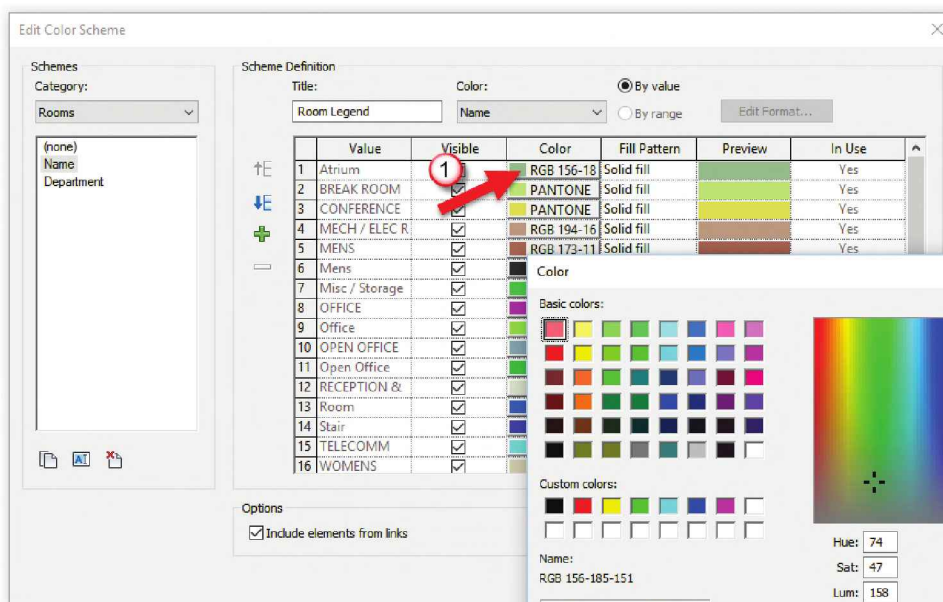 Edit Color Scheme
Schemes
Category:
Rooms
(none)
Name
Department
Scheme Definition
Title:
Room Legend
Color:
Name
By value
By range
Edit Format...
Value Visible Color Fill Pattern Preview In Use
1 Atrium RGB 156-18 Solid fill Yes
2 BREAK ROOM PANTONE Solid fill Yes
3 CONFERENCE PANTONE Solid fill Yes
4 MECH / ELEC R RGB 194-16 Solid fill Yes
5 MENS RGB 173-11 Solid fill Yes
6 Mens
7 Misc / Storage
8 OFFICE
9 Office
10 OPEN OFFICE
11 Open Office
12 RECEPTION &
13 Room
14 Stair
15 TELECOMM
16 WOMENS
1
Options
Include elements from links
Color
Basic colors:
Custom colors:
Name:
RGB 156-185-151
Hue: 74
Sat: 47
Lum: 158